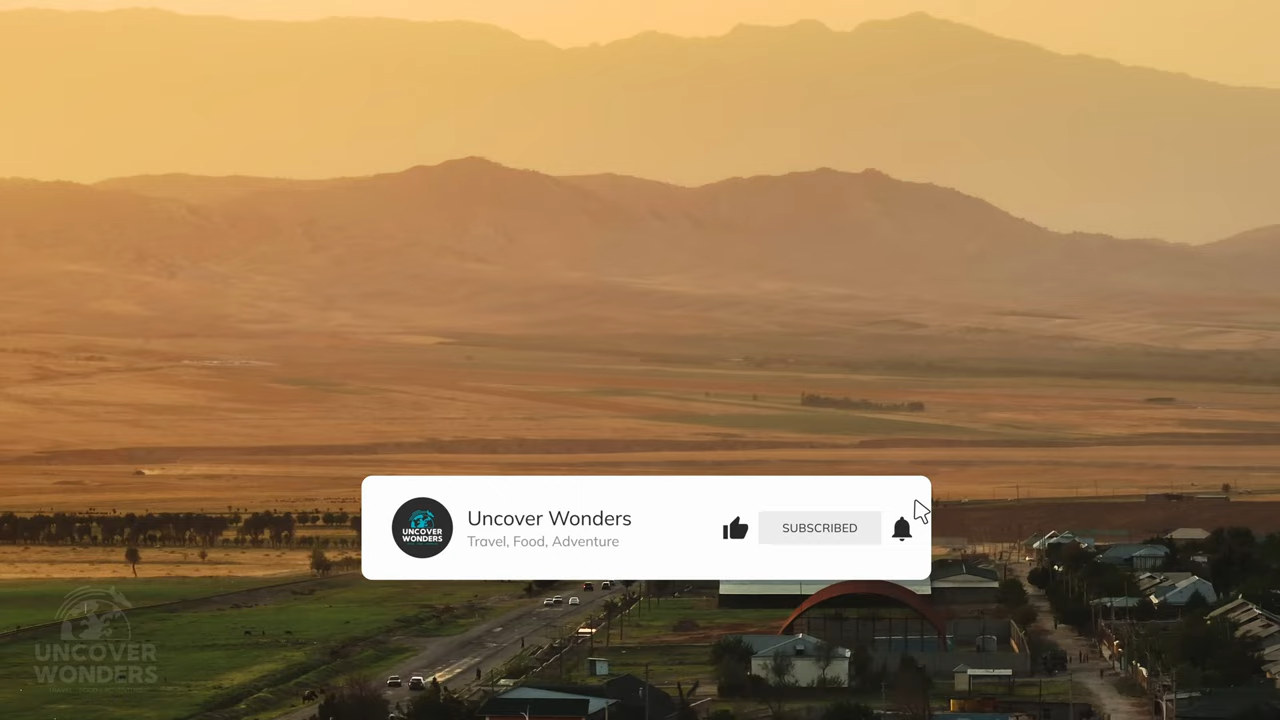 Uncover Wonders
Travel, Food, Adventure
SUBSCRIBED
UNCOVER
WONDERS
UNCOVER
WONDERS